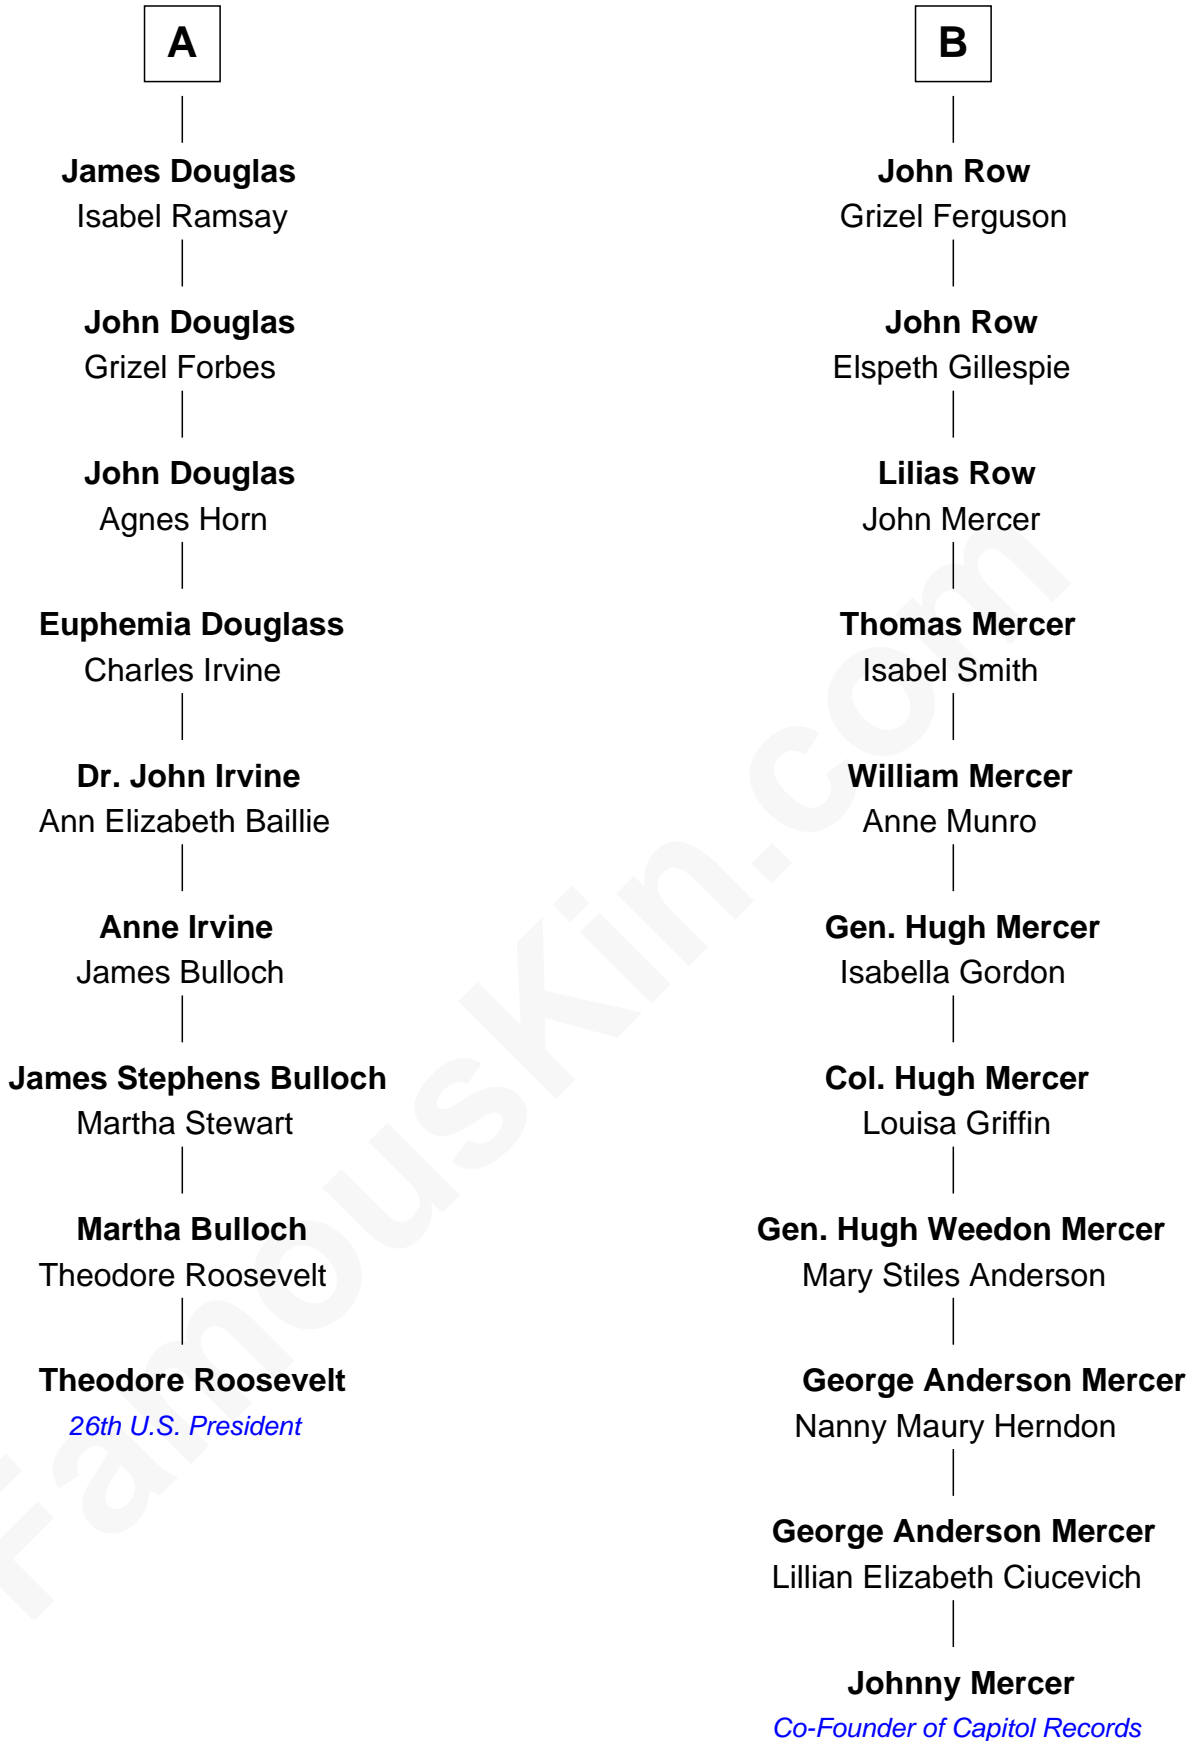 A
James Douglas
Isabel Ramsay
John Douglas
Grizel Forbes
John Douglas
Agnes Horn
Euphemia Douglass
Charles Irvine
Dr. John Irvine
Ann Elizabeth Baillie
Anne Irvine
James Bulloch
James Stephens Bulloch
Martha Stewart
Martha Bulloch
Theodore Roosevelt
Theodore Roosevelt
26th U.S. President
B
John Row
Grizel Ferguson
John Row
Elspeth Gillespie
Lilias Row
John Mercer
Thomas Mercer
Isabel Smith
William Mercer
Anne Munro
Gen. Hugh Mercer
Isabella Gordon
Col. Hugh Mercer
Louisa Griffin
Gen. Hugh Weedon Mercer
Mary Stiles Anderson
George Anderson Mercer
Nanny Maury Herndon
George Anderson Mercer
Lillian Elizabeth Ciucevich
Johnny Mercer
Co-Founder of Capitol Records
FamousKin.com